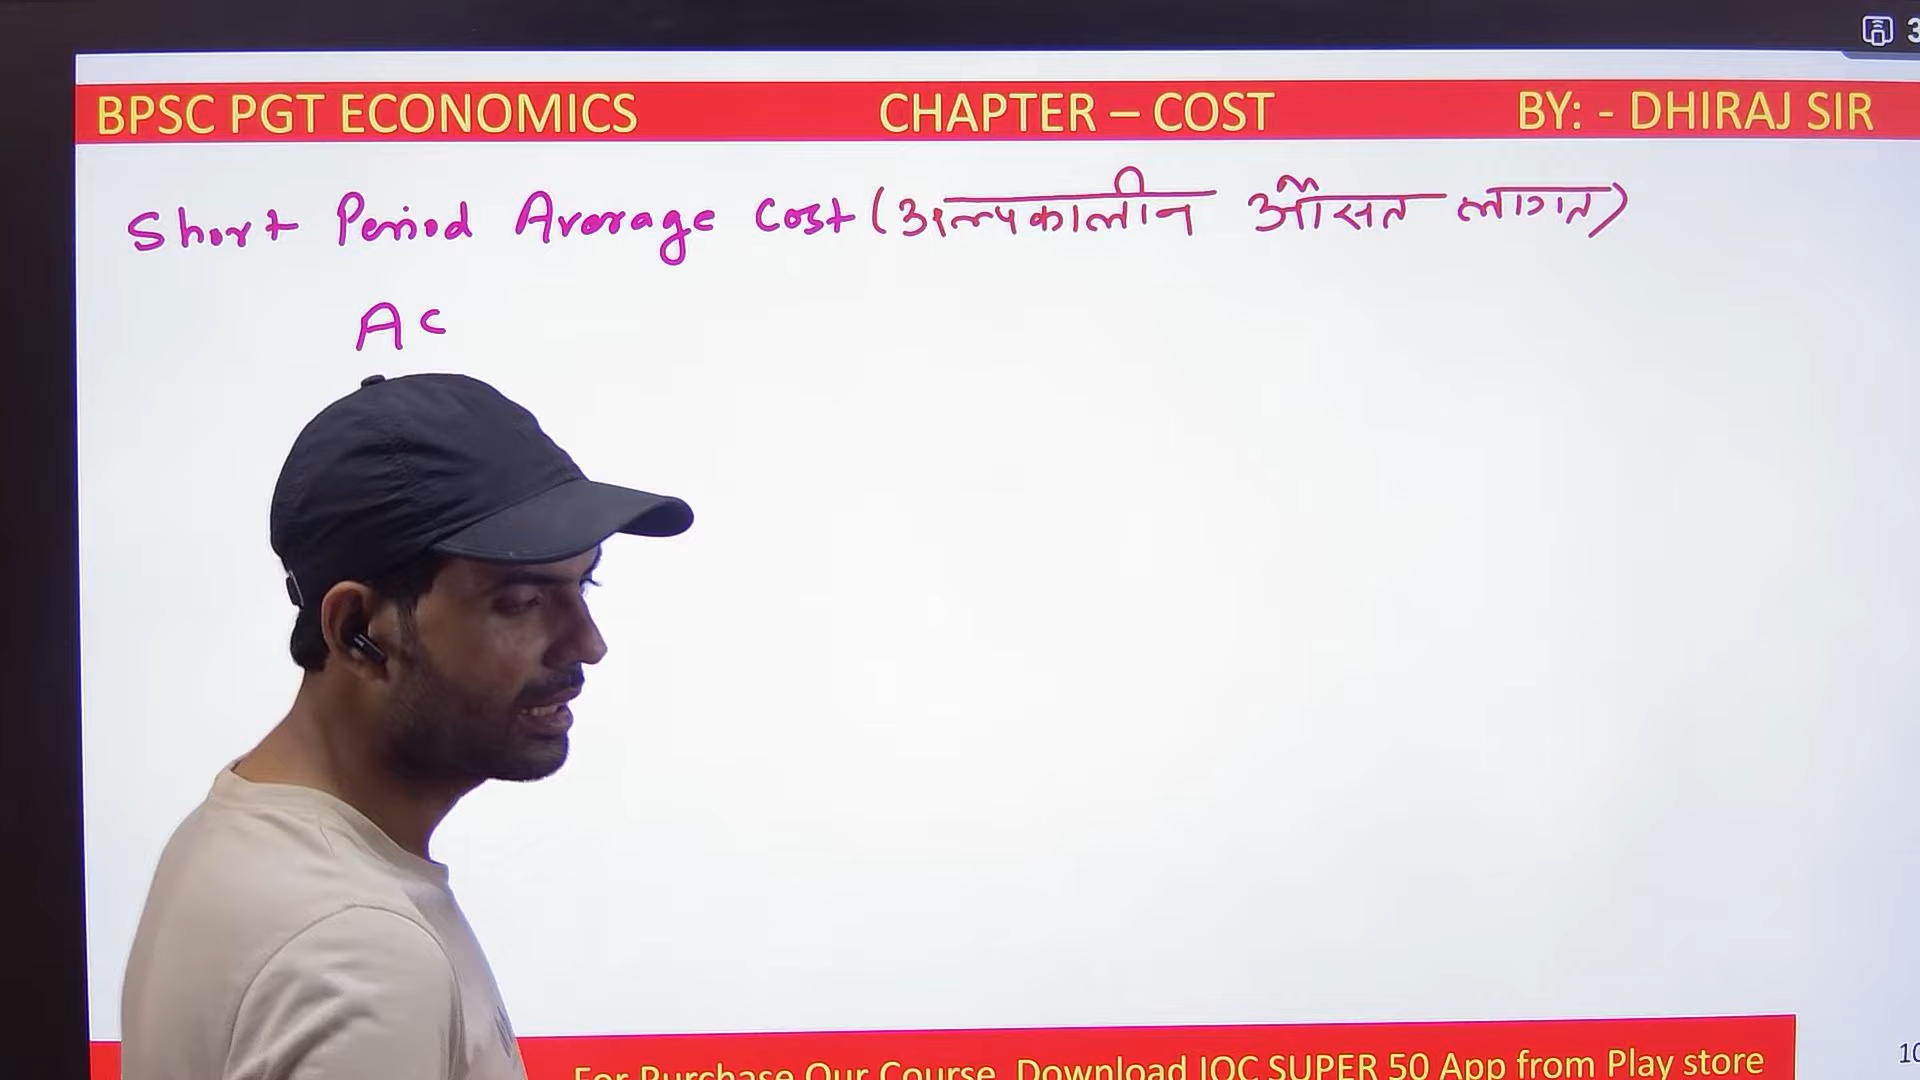 BPSC PGT ECONOMICS CHAPTER – COST BY: - DHIRAJ SIR
Short Period Average Cost (अल्पकालीन औसत लागत)
AC
For Purchase Our Course, Download IOC SUPER 50 App from Play store